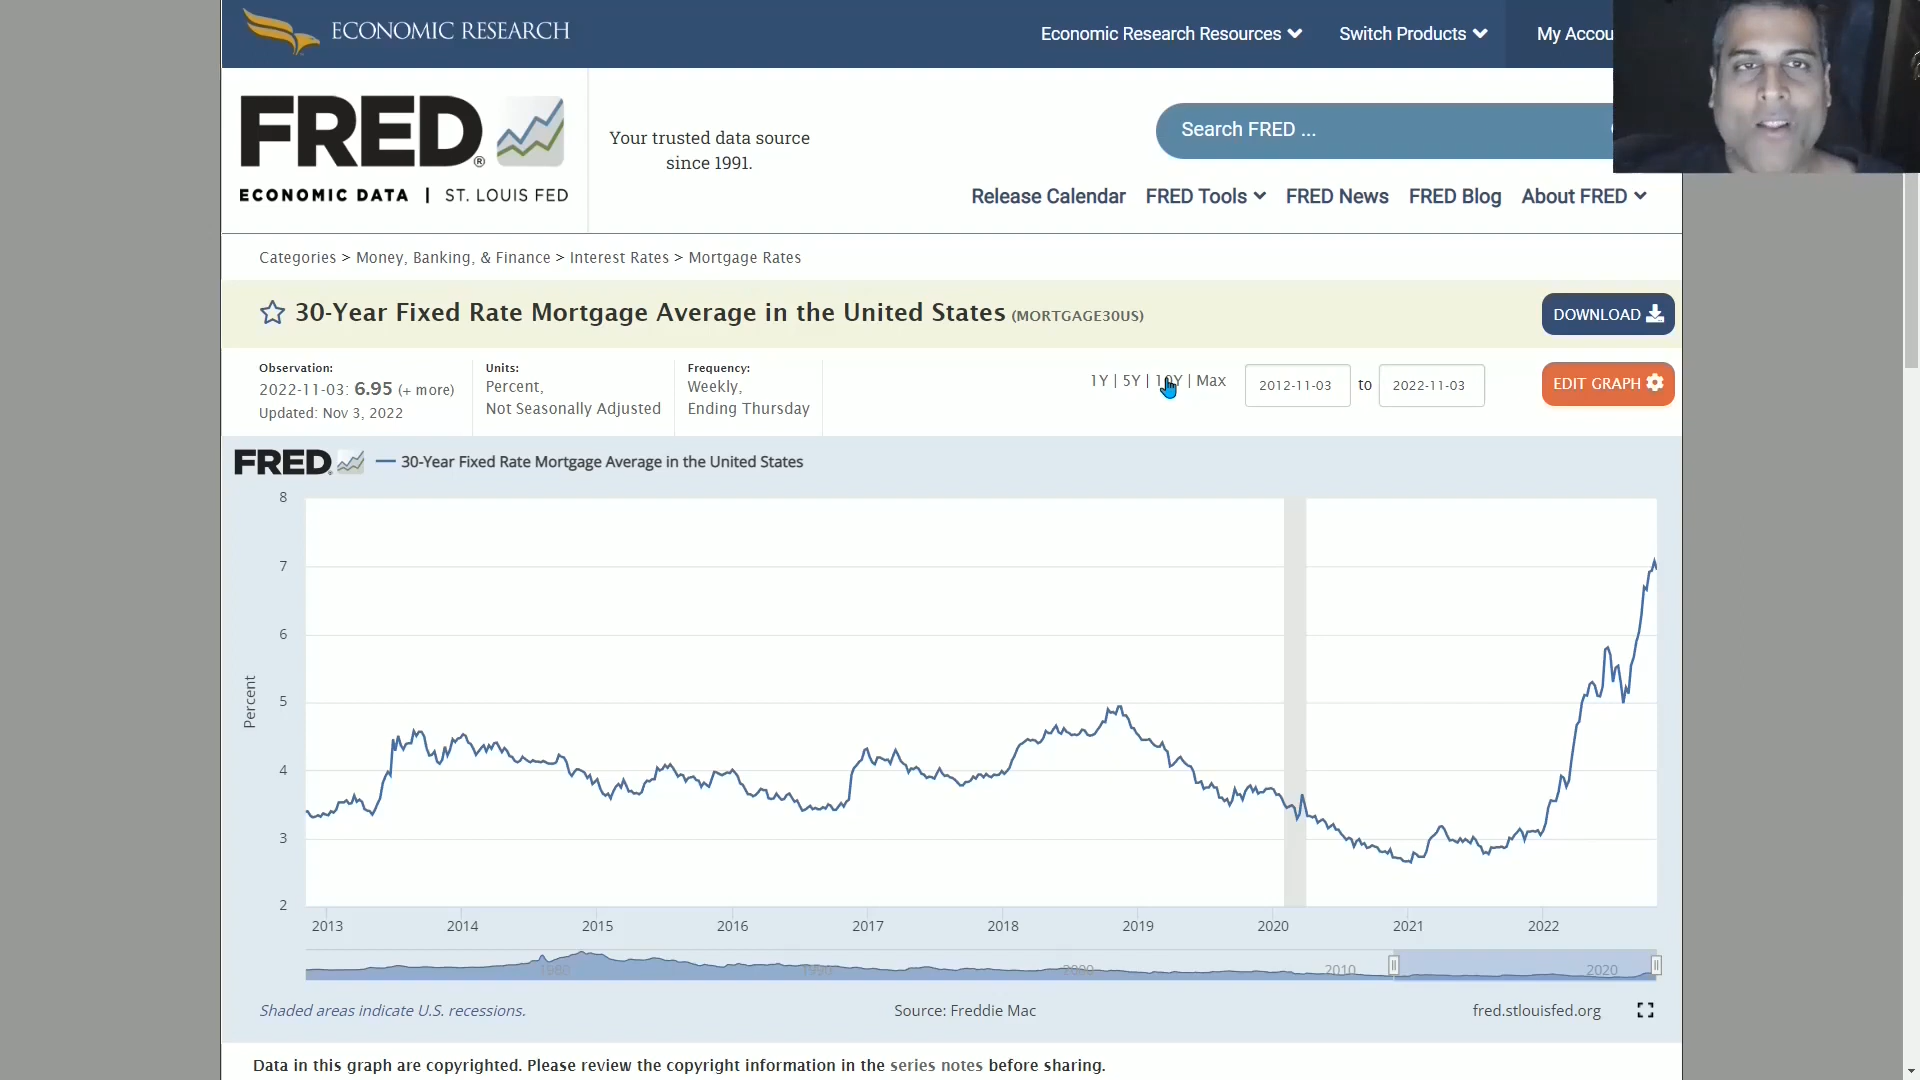 ECONOMIC RESEARCH
Economic Research Resources
Switch Products
My Accou
FRED®
ECONOMIC DATA | ST. LOUIS FED
Your trusted data source
since 1991.
Search FRED ...
Release Calendar
FRED Tools
FRED News
FRED Blog
About FRED
Categories > Money, Banking, & Finance > Interest Rates > Mortgage Rates
30-Year Fixed Rate Mortgage Average in the United States (MORTGAGE30US)
DOWNLOAD
Observation:
2022-11-03: 6.95 (+ more)
Updated: Nov 3, 2022
Units:
Percent,
Not Seasonally Adjusted
Frequency:
Weekly,
Ending Thursday
1Y | 5Y | 10Y | Max
2012-11-03 to 2022-11-03
EDIT GRAPH
FRED
30-Year Fixed Rate Mortgage Average in the United States
8
7
6
5
4
3
2
Percent
2013 2014 2015 2016 2017 2018 2019 2020 2021 2022
1980 1990 2000 2010 2020
Shaded areas indicate U.S. recessions.
Source: Freddie Mac
fred.stlouisfed.org
Data in this graph are copyrighted. Please review the copyright information in the series notes before sharing.